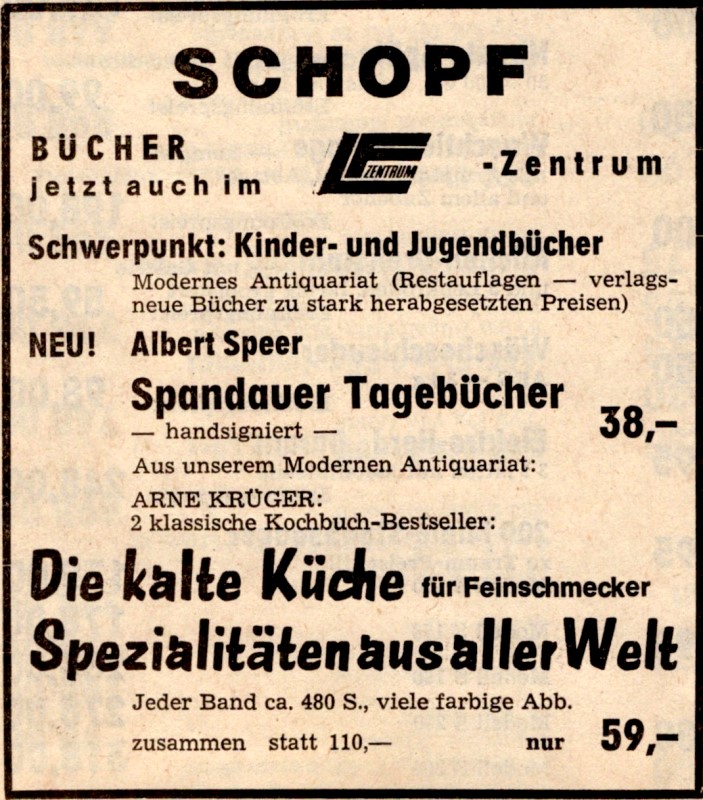 SCHOPF
BÜCHER
jetzt auch im LF ZENTRUM -Zentrum
Schwerpunkt: Kinder- und Jugendbücher
Modernes Antiquariat (Restauflagen — verlags-
neue Bücher zu stark herabgesetzten Preisen)
NEU! Albert Speer
Spandauer Tagebücher
— handsigniert — 38,–
Aus unserem Modernen Antiquariat:
ARNE KRÜGER:
2 klassische Kochbuch-Bestseller:
Die kalte Küche für Feinschmecker
Spezialitäten aus aller Welt
Jeder Band ca. 480 S., viele farbige Abb.
zusammen statt 110,— nur 59,–